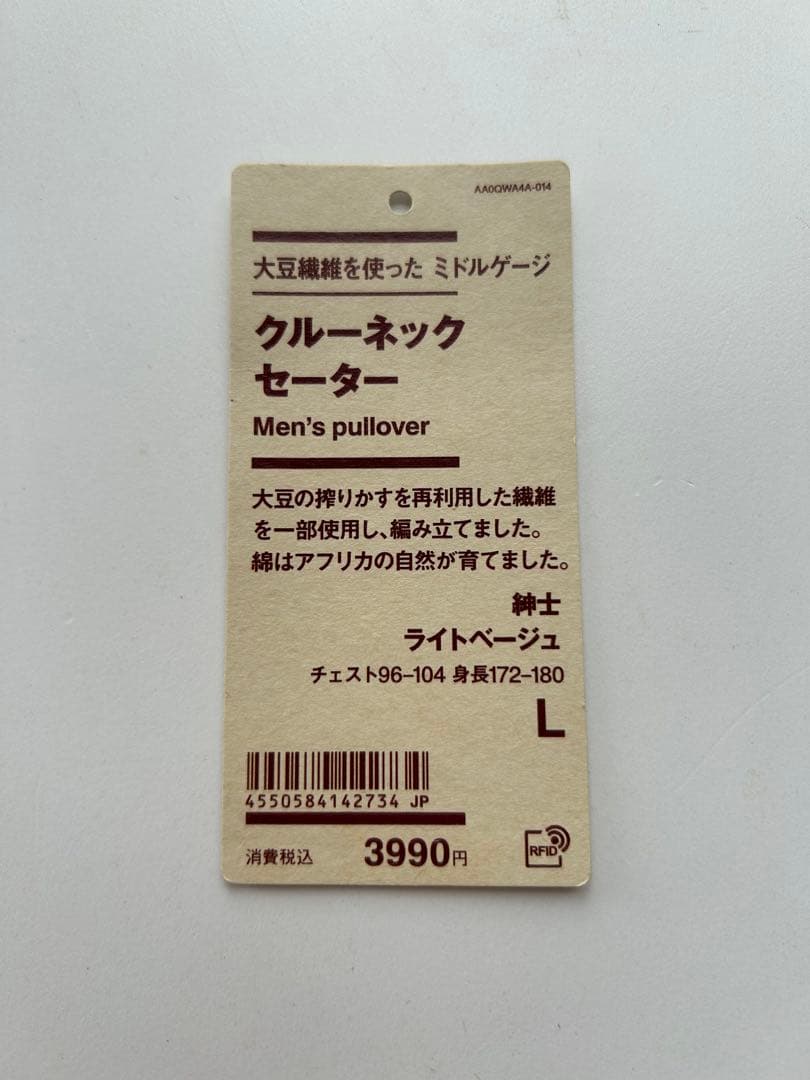 AA0QWA4A-014
大豆繊維を使った ミドルゲージ
クルーネック
セーター
Men's pullover
大豆の搾りかすを再利用した繊維
を一部使用し、編み立てました。
綿はアフリカの自然が育てました。
紳士
ライトベージュ
チェスト96-104 身長172-180
L
4550584142734 JP
消費税込 3990円
RFID